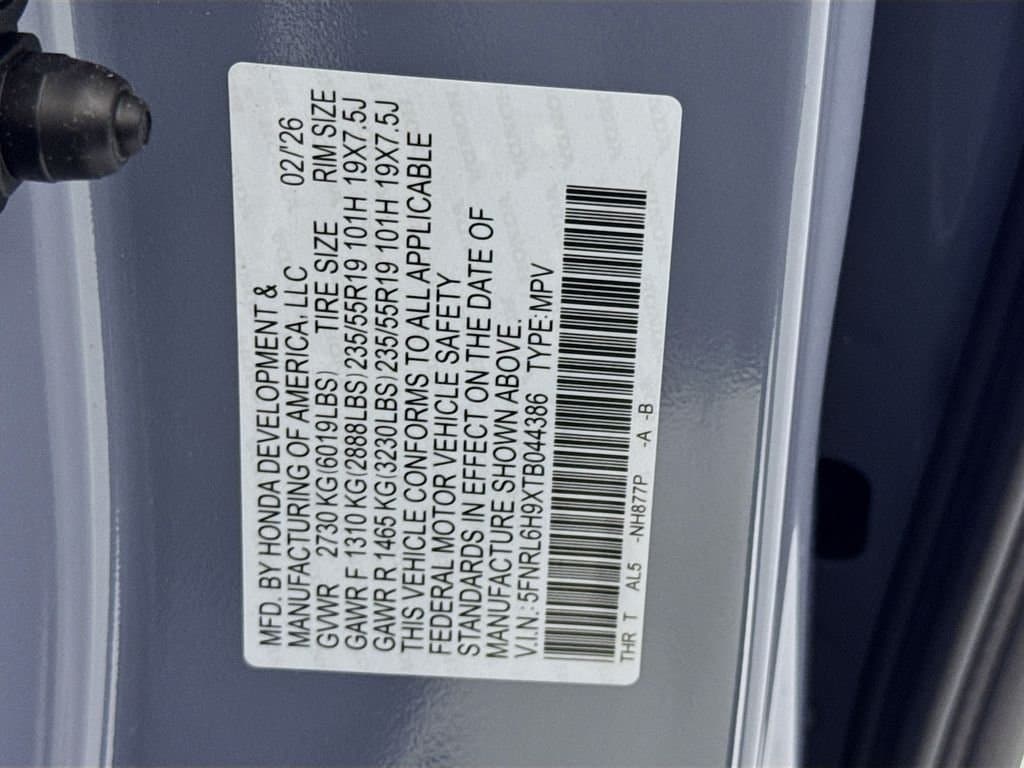 MFD. BY HONDA DEVELOPMENT &
MANUFACTURING OF AMERICA, LLC 02/'26
GVWR 2730 KG(6019LBS) TIRE SIZE RIM SIZE
GAWR F 1310 KG(2888LBS) 235/55R19 101H 19X7.5J
GAWR R 1465 KG(3230LBS) 235/55R19 101H 19X7.5J
THIS VEHICLE CONFORMS TO ALL APPLICABLE
FEDERAL MOTOR VEHICLE SAFETY
STANDARDS IN EFFECT ON THE DATE OF
MANUFACTURE SHOWN ABOVE.
V.I.N.: 5FNRL6H9XTB044386 TYPE:MPV
THR T AL5 -NH877P -A -B